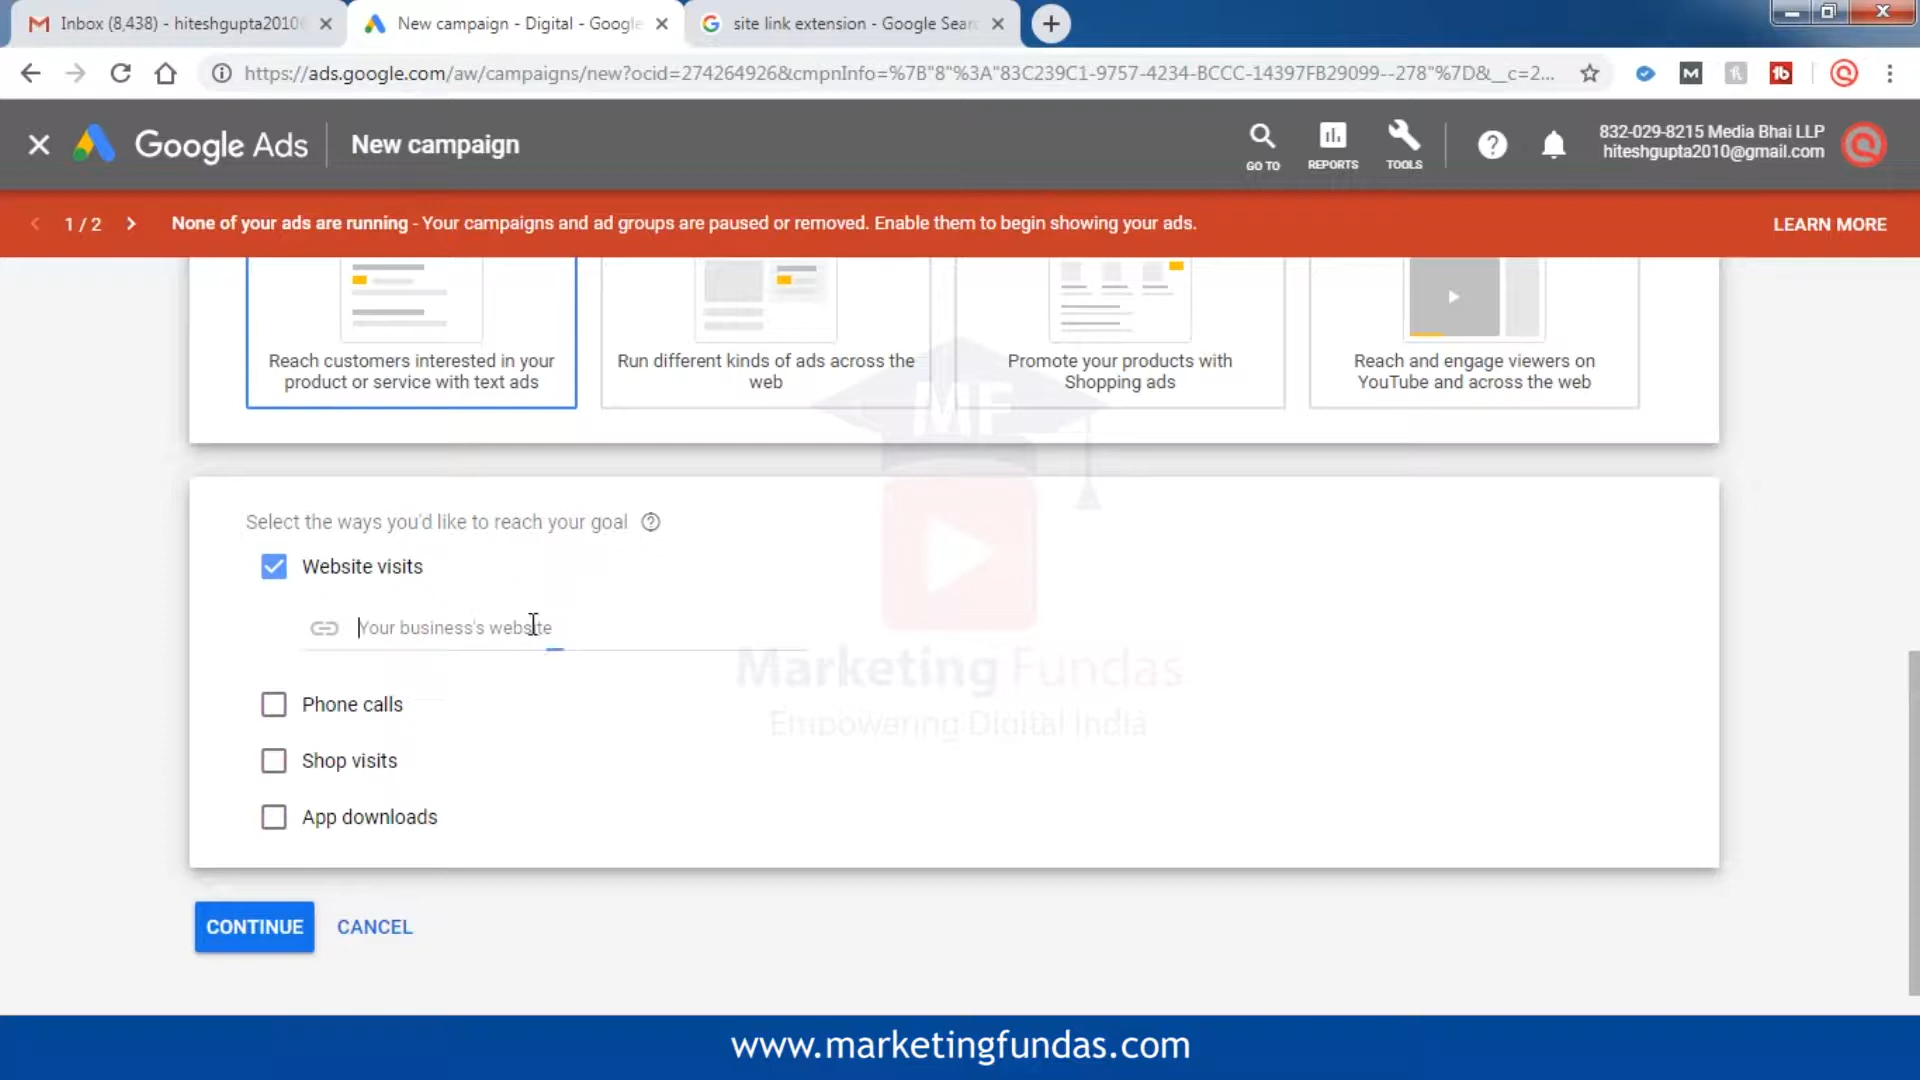 Inbox (8,438) - hiteshgupta2010
New campaign - Digital - Google
site link extension - Google Sear
https://ads.google.com/aw/campaigns/new?ocid=274264926&cmpnInfo=%7B"8"%3A"83C239C1-9757-4234-BCCC-14397FB29099--278"%7D&__c=2...
Google Ads
New campaign
GO TO
REPORTS
TOOLS
832-029-8215 Media Bhai LLP
hiteshgupta2010@gmail.com
1 / 2
None of your ads are running - Your campaigns and ad groups are paused or removed. Enable them to begin showing your ads.
LEARN MORE
Reach customers interested in your
product or service with text ads
Run different kinds of ads across the
web
Promote your products with
Shopping ads
Reach and engage viewers on
YouTube and across the web
MF
Select the ways you'd like to reach your goal
Website visits
Your business's website
Marketing Fundas
Empowering Digital India
Phone calls
Shop visits
App downloads
CONTINUE
CANCEL
www.marketingfundas.com